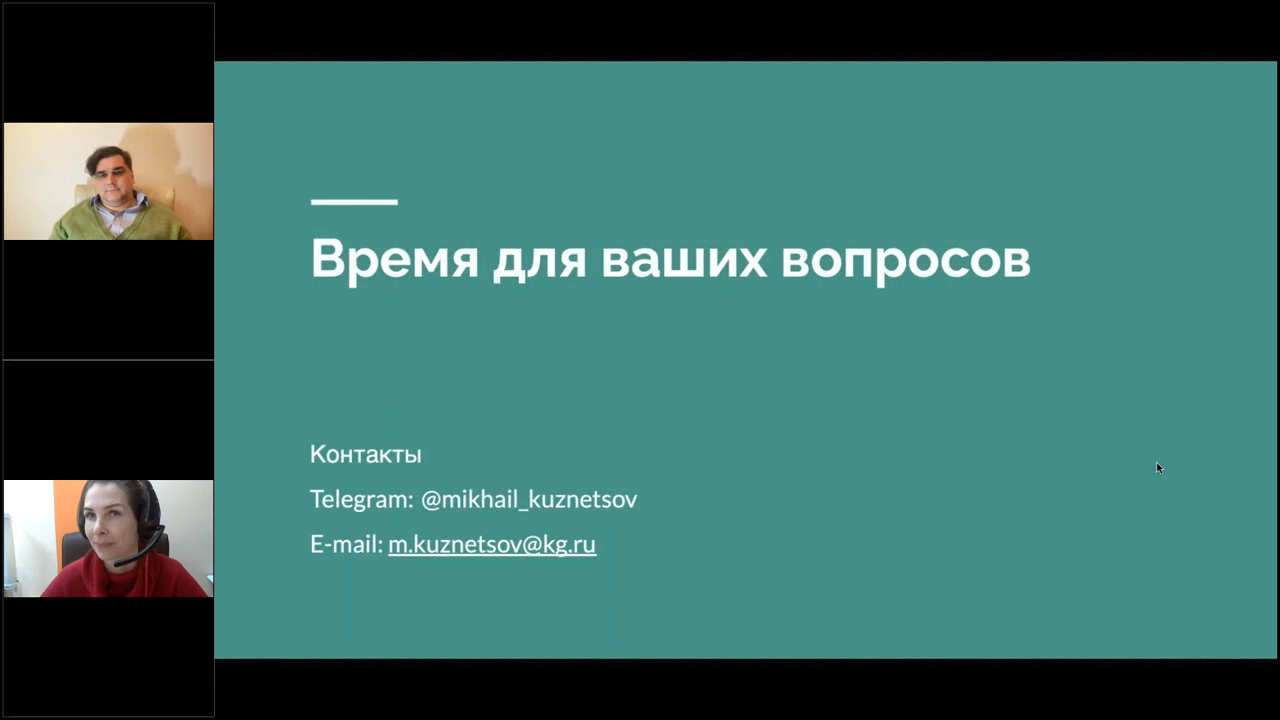 Время для ваших вопросов
Контакты
Telegram: @mikhail_kuznetsov
E-mail: m.kuznetsov@kg.ru